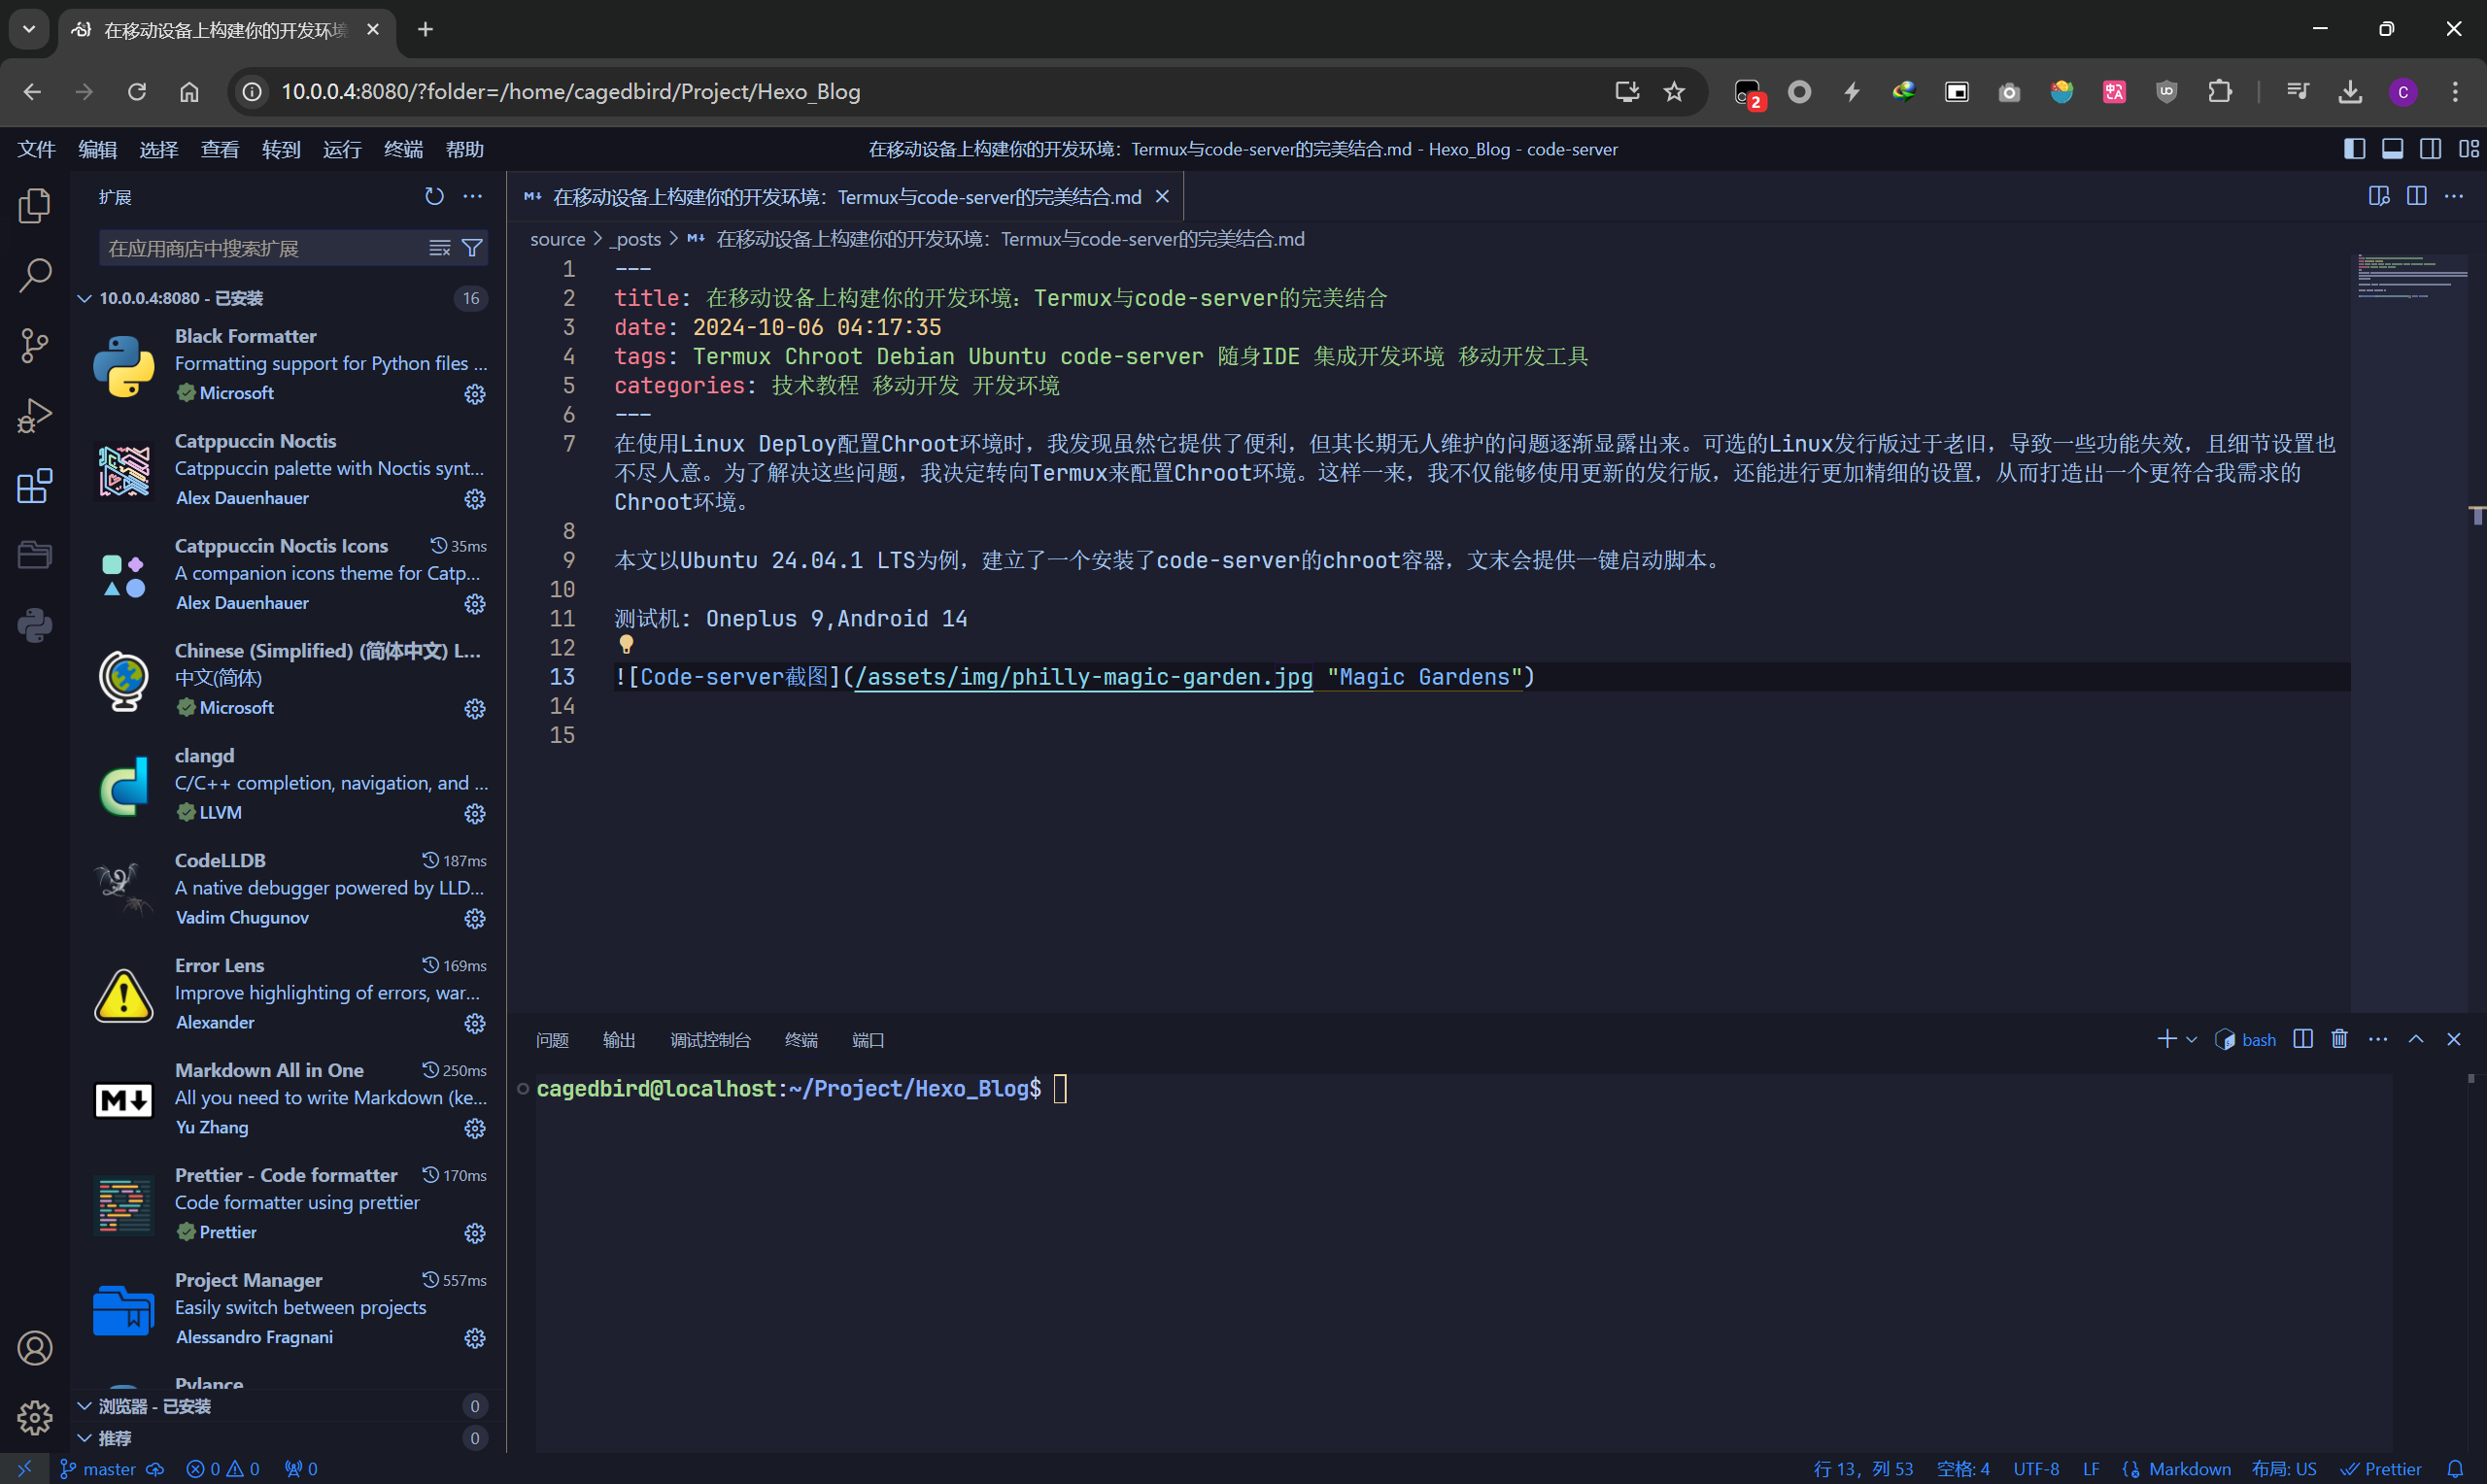 在移动设备上构建你的开发环境
10.0.0.4:8080/?folder=/home/cagedbird/Project/Hexo_Blog
2
C
文件 编辑 选择 查看 转到 运行 终端 帮助
在移动设备上构建你的开发环境：Termux与code-server的完美结合.md - Hexo_Blog - code-server
扩展
在应用商店中搜索扩展
10.0.0.4:8080 - 已安装 16
Black Formatter
Formatting support for Python files ...
Microsoft
Catppuccin Noctis
Catppuccin palette with Noctis synt...
Alex Dauenhauer
Catppuccin Noctis Icons 35ms
A companion icons theme for Catp...
Alex Dauenhauer
Chinese (Simplified) (简体中文) L...
中文(简体)
Microsoft
clangd
C/C++ completion, navigation, and ...
LLVM
CodeLLDB 187ms
A native debugger powered by LLD...
Vadim Chugunov
Error Lens 169ms
Improve highlighting of errors, war...
Alexander
Markdown All in One 250ms
All you need to write Markdown (ke...
Yu Zhang
Prettier - Code formatter 170ms
Code formatter using prettier
Prettier
Project Manager 557ms
Easily switch between projects
Alessandro Fragnani
Pylance
浏览器 - 已安装 0
推荐 0
在移动设备上构建你的开发环境：Termux与code-server的完美结合.md
source > _posts > 在移动设备上构建你的开发环境：Termux与code-server的完美结合.md
1 ---
2 title: 在移动设备上构建你的开发环境：Termux与code-server的完美结合
3 date: 2024-10-06 04:17:35
4 tags: Termux Chroot Debian Ubuntu code-server 随身IDE 集成开发环境 移动开发工具
5 categories: 技术教程 移动开发 开发环境
6 ---
7 在使用Linux Deploy配置Chroot环境时，我发现虽然它提供了便利，但其长期无人维护的问题逐渐显露出来。可选的Linux发行版过于老旧，导致一些功能失效，且细节设置也
不尽人意。为了解决这些问题，我决定转向Termux来配置Chroot环境。这样一来，我不仅能够使用更新的发行版，还能进行更加精细的设置，从而打造出一个更符合我需求的
Chroot环境。
8
9 本文以Ubuntu 24.04.1 LTS为例，建立了一个安装了code-server的chroot容器，文末会提供一键启动脚本。
10
11 测试机: Oneplus 9,Android 14
12
13 ![Code-server截图](/assets/img/philly-magic-garden.jpg "Magic Gardens")
14
15
问题 输出 调试控制台 终端 端口
bash
cagedbird@localhost:~/Project/Hexo_Blog$
master 0 0 0
行 13，列 53 空格: 4 UTF-8 LF Markdown 布局: US Prettier